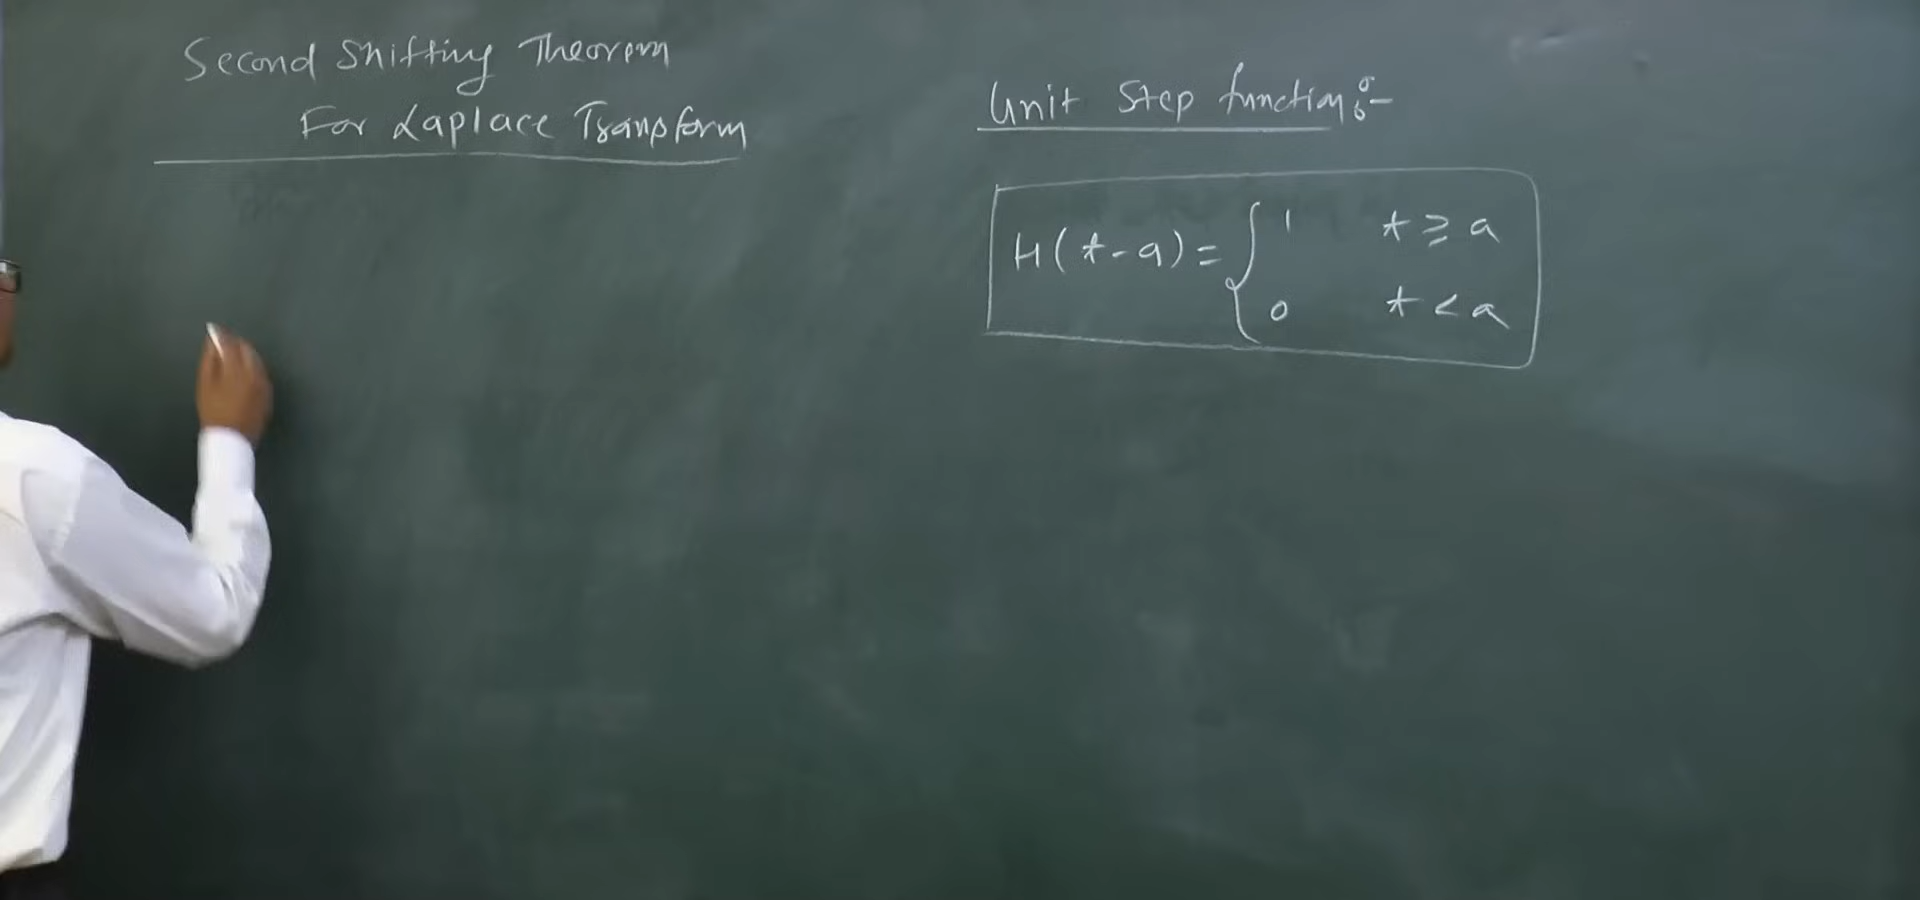 Second Shifting Theorem
For Laplace Transform
Unit Step function:-
H(t-a) = { 1 t ≥ a
0 t < a